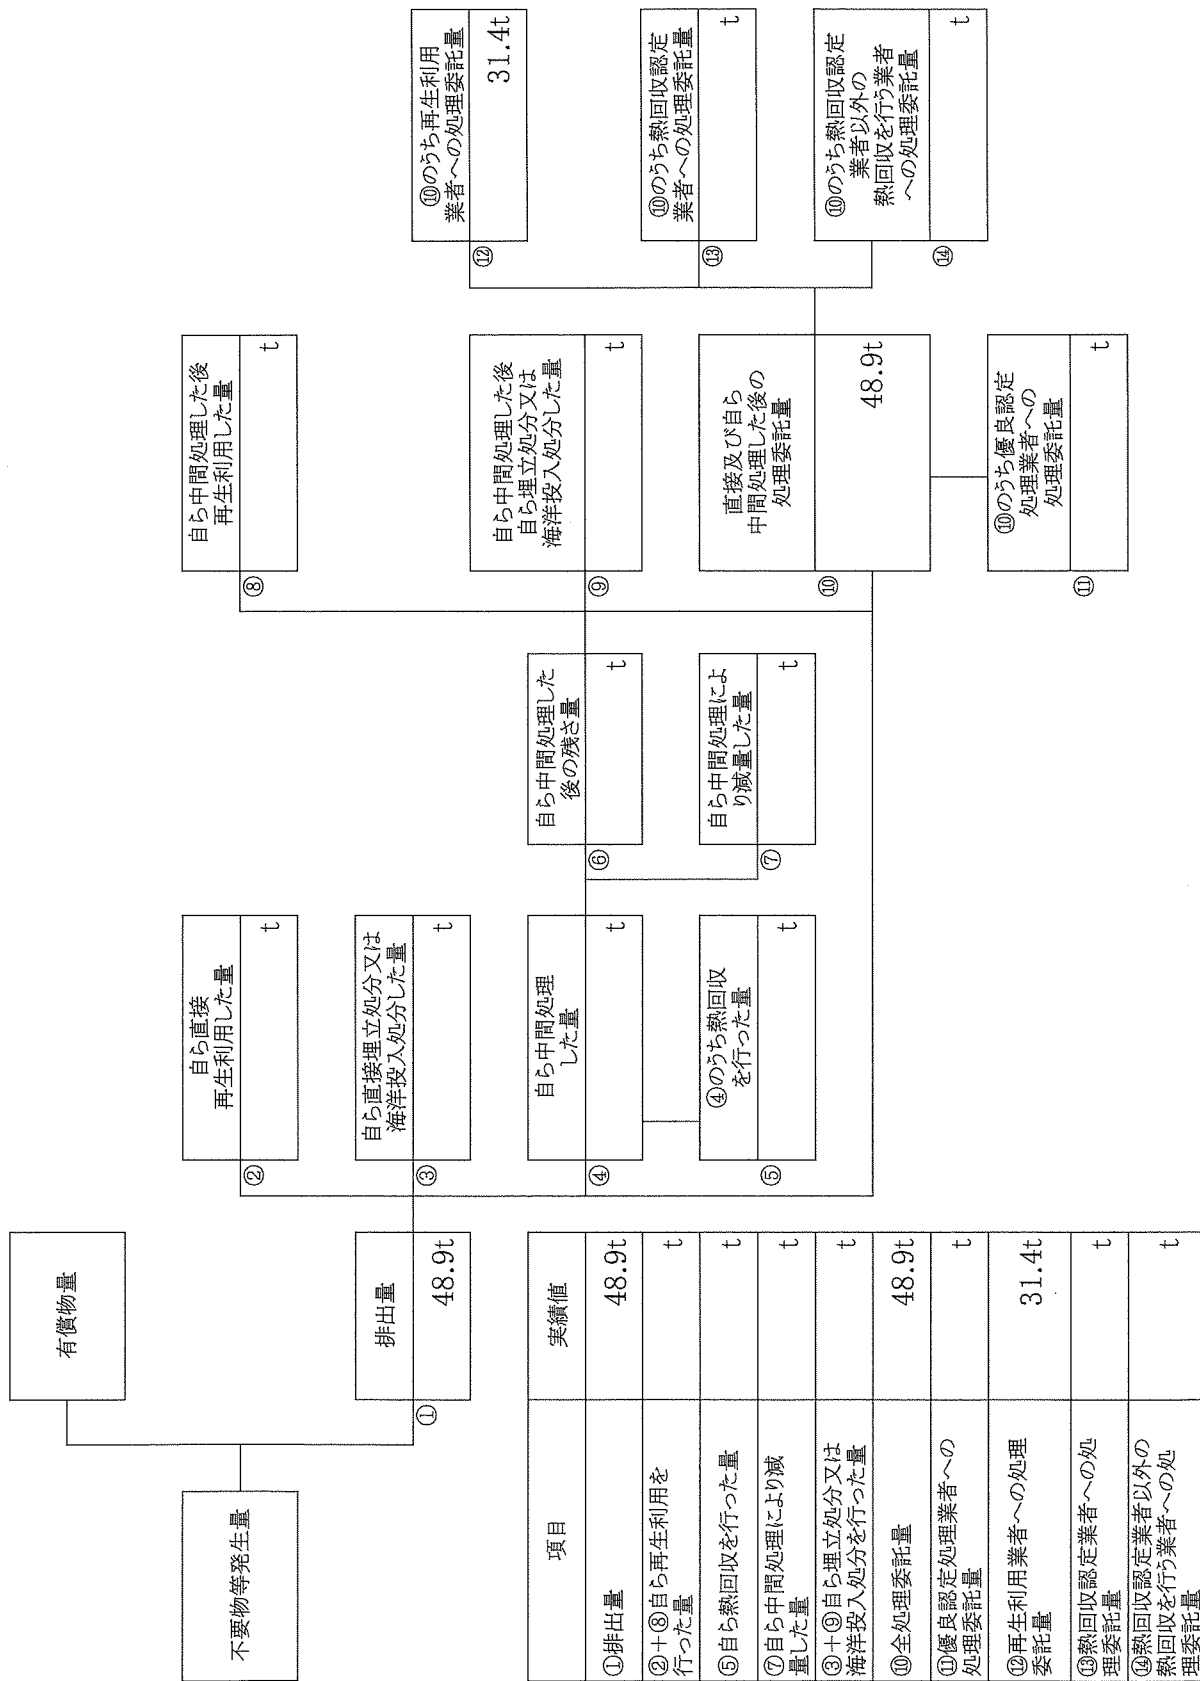 不要物等発生量
有償物量
①
排出量
48.9t
②
自ら直接
再生利用した量
t
③
自ら直接埋立処分又は
海洋投入処分した量
t
④
自ら中間処理
した量
t
⑤
④のうち熱回収
を行った量
t
⑥
自ら中間処理した
後の残さ量
t
⑦
自ら中間処理によ
り減量した量
t
⑧
自ら中間処理した後
再生利用した量
t
⑨
自ら中間処理した後
自ら埋立処分又は
海洋投入処分した量
t
⑩
直接及び自ら
中間処理した後の
処理委託量
48.9t
⑪
⑩のうち優良認定
処理業者への
処理委託量
t
⑫
⑩のうち再生利用
業者への処理委託量
31.4t
⑬
⑩のうち熱回収認定
業者への処理委託量
t
⑭
⑩のうち熱回収認定
業者以外の
熱回収を行う業者
への処理委託量
t
項目 実績値
①排出量 48.9t
②+⑧自ら再生利用を
行った量 t
⑤自ら熱回収を行った量 t
⑦自ら中間処理により減
量した量 t
③+⑨自ら埋立処分又は
海洋投入処分を行った量 t
⑩全処理委託量 48.9t
⑪優良認定処理業者への
処理委託量 t
⑫再生利用業者への処理
委託量 31.4t
⑬熱回収認定業者への処
理委託量 t
⑭熱回収認定業者以外の
熱回収を行う業者への処
理委託量 t